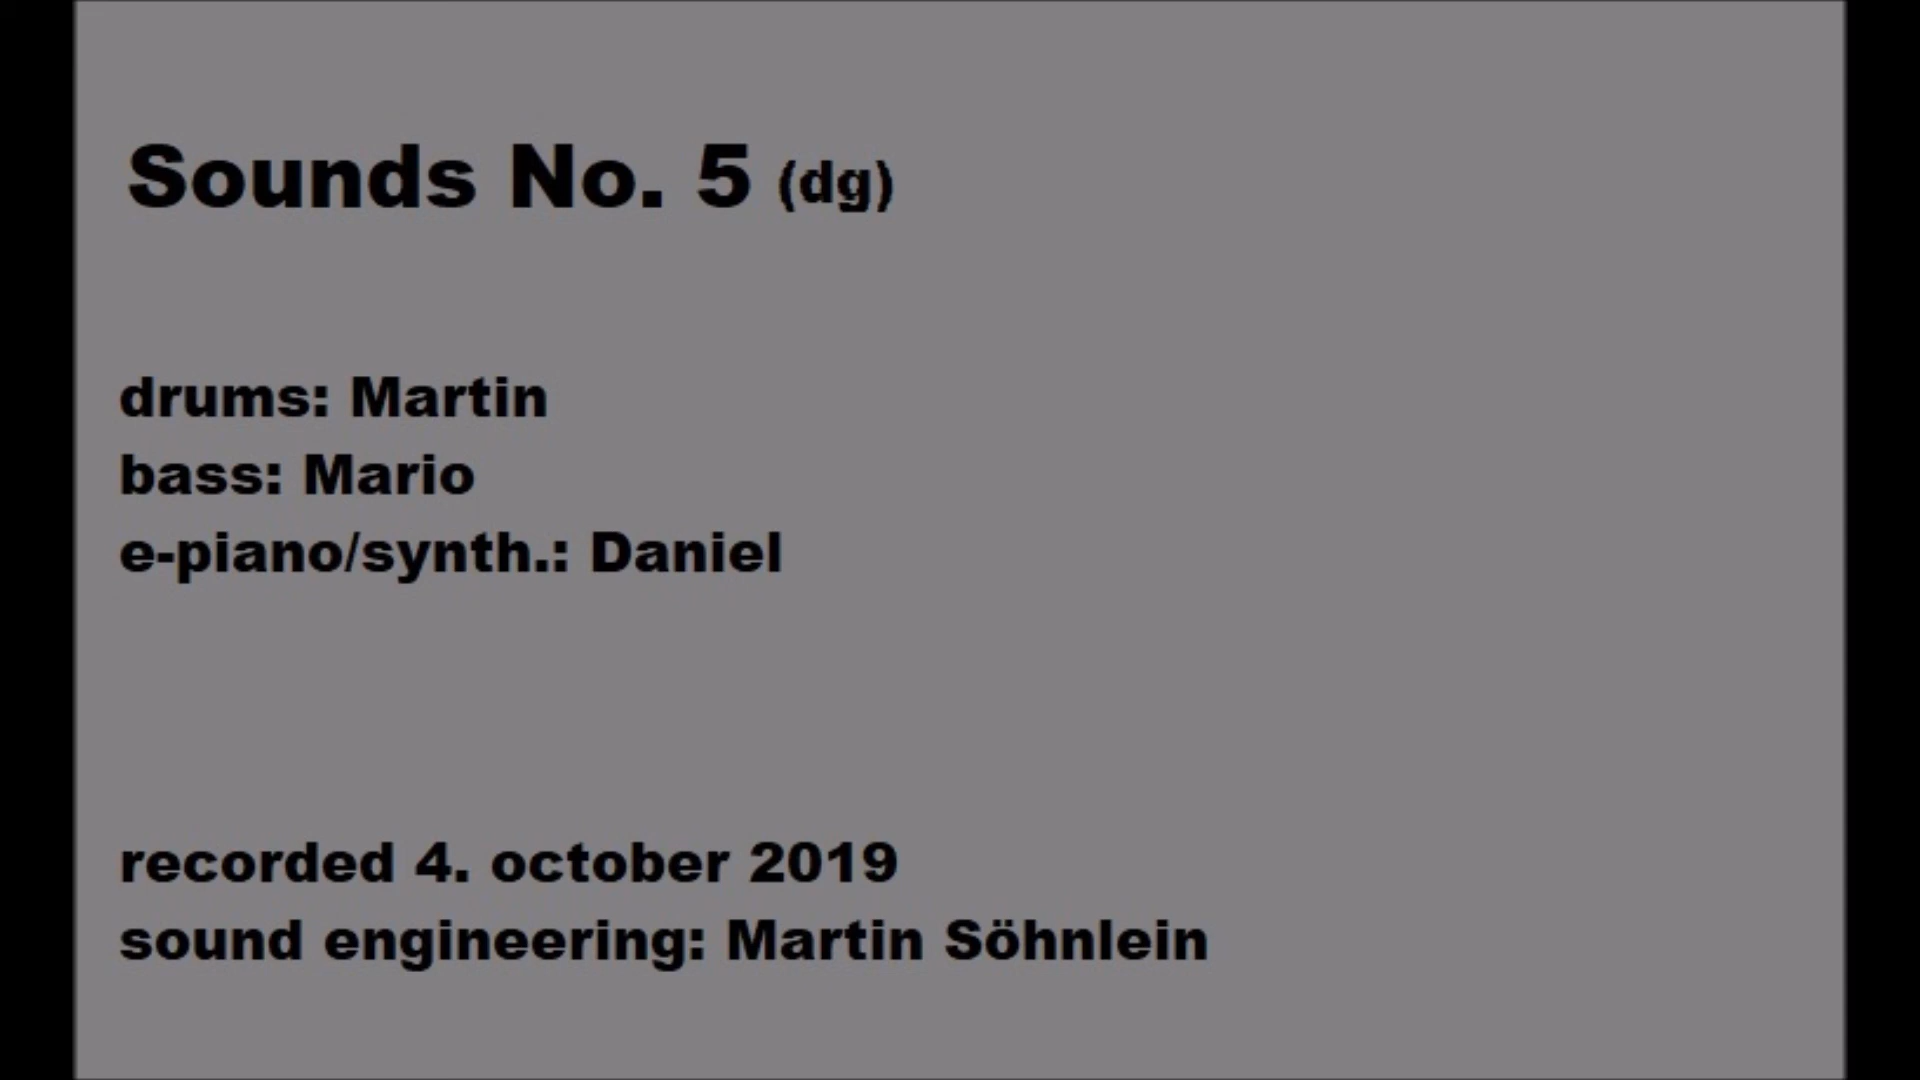 Sounds No. 5 (dg)
drums: Martin
bass: Mario
e-piano/synth.: Daniel
recorded 4. october 2019
sound engineering: Martin Söhnlein